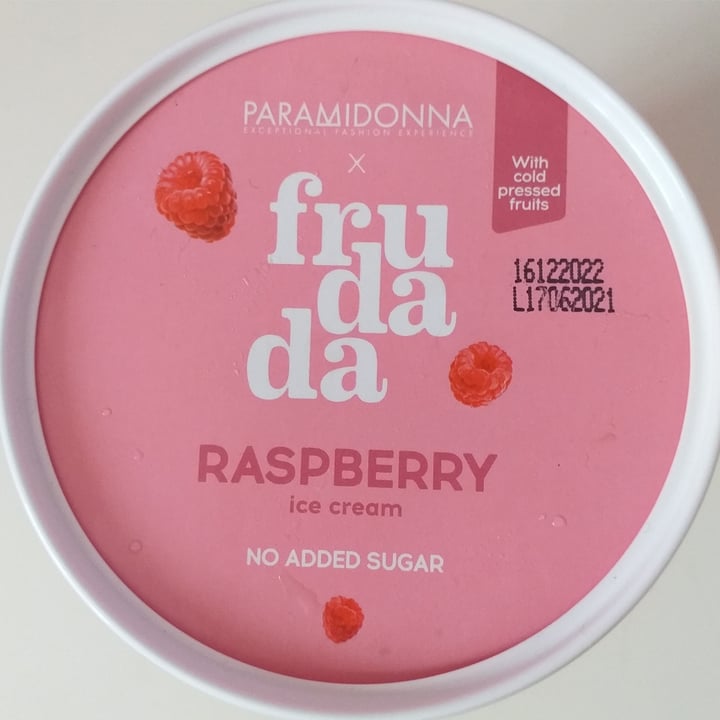 PARAMIDONNA
EXCEPTIONAL FASHION EXPERIENCE
X
fru
da
da
With
cold
pressed
fruits
16122022
L17062021
RASPBERRY
ice cream
NO ADDED SUGAR